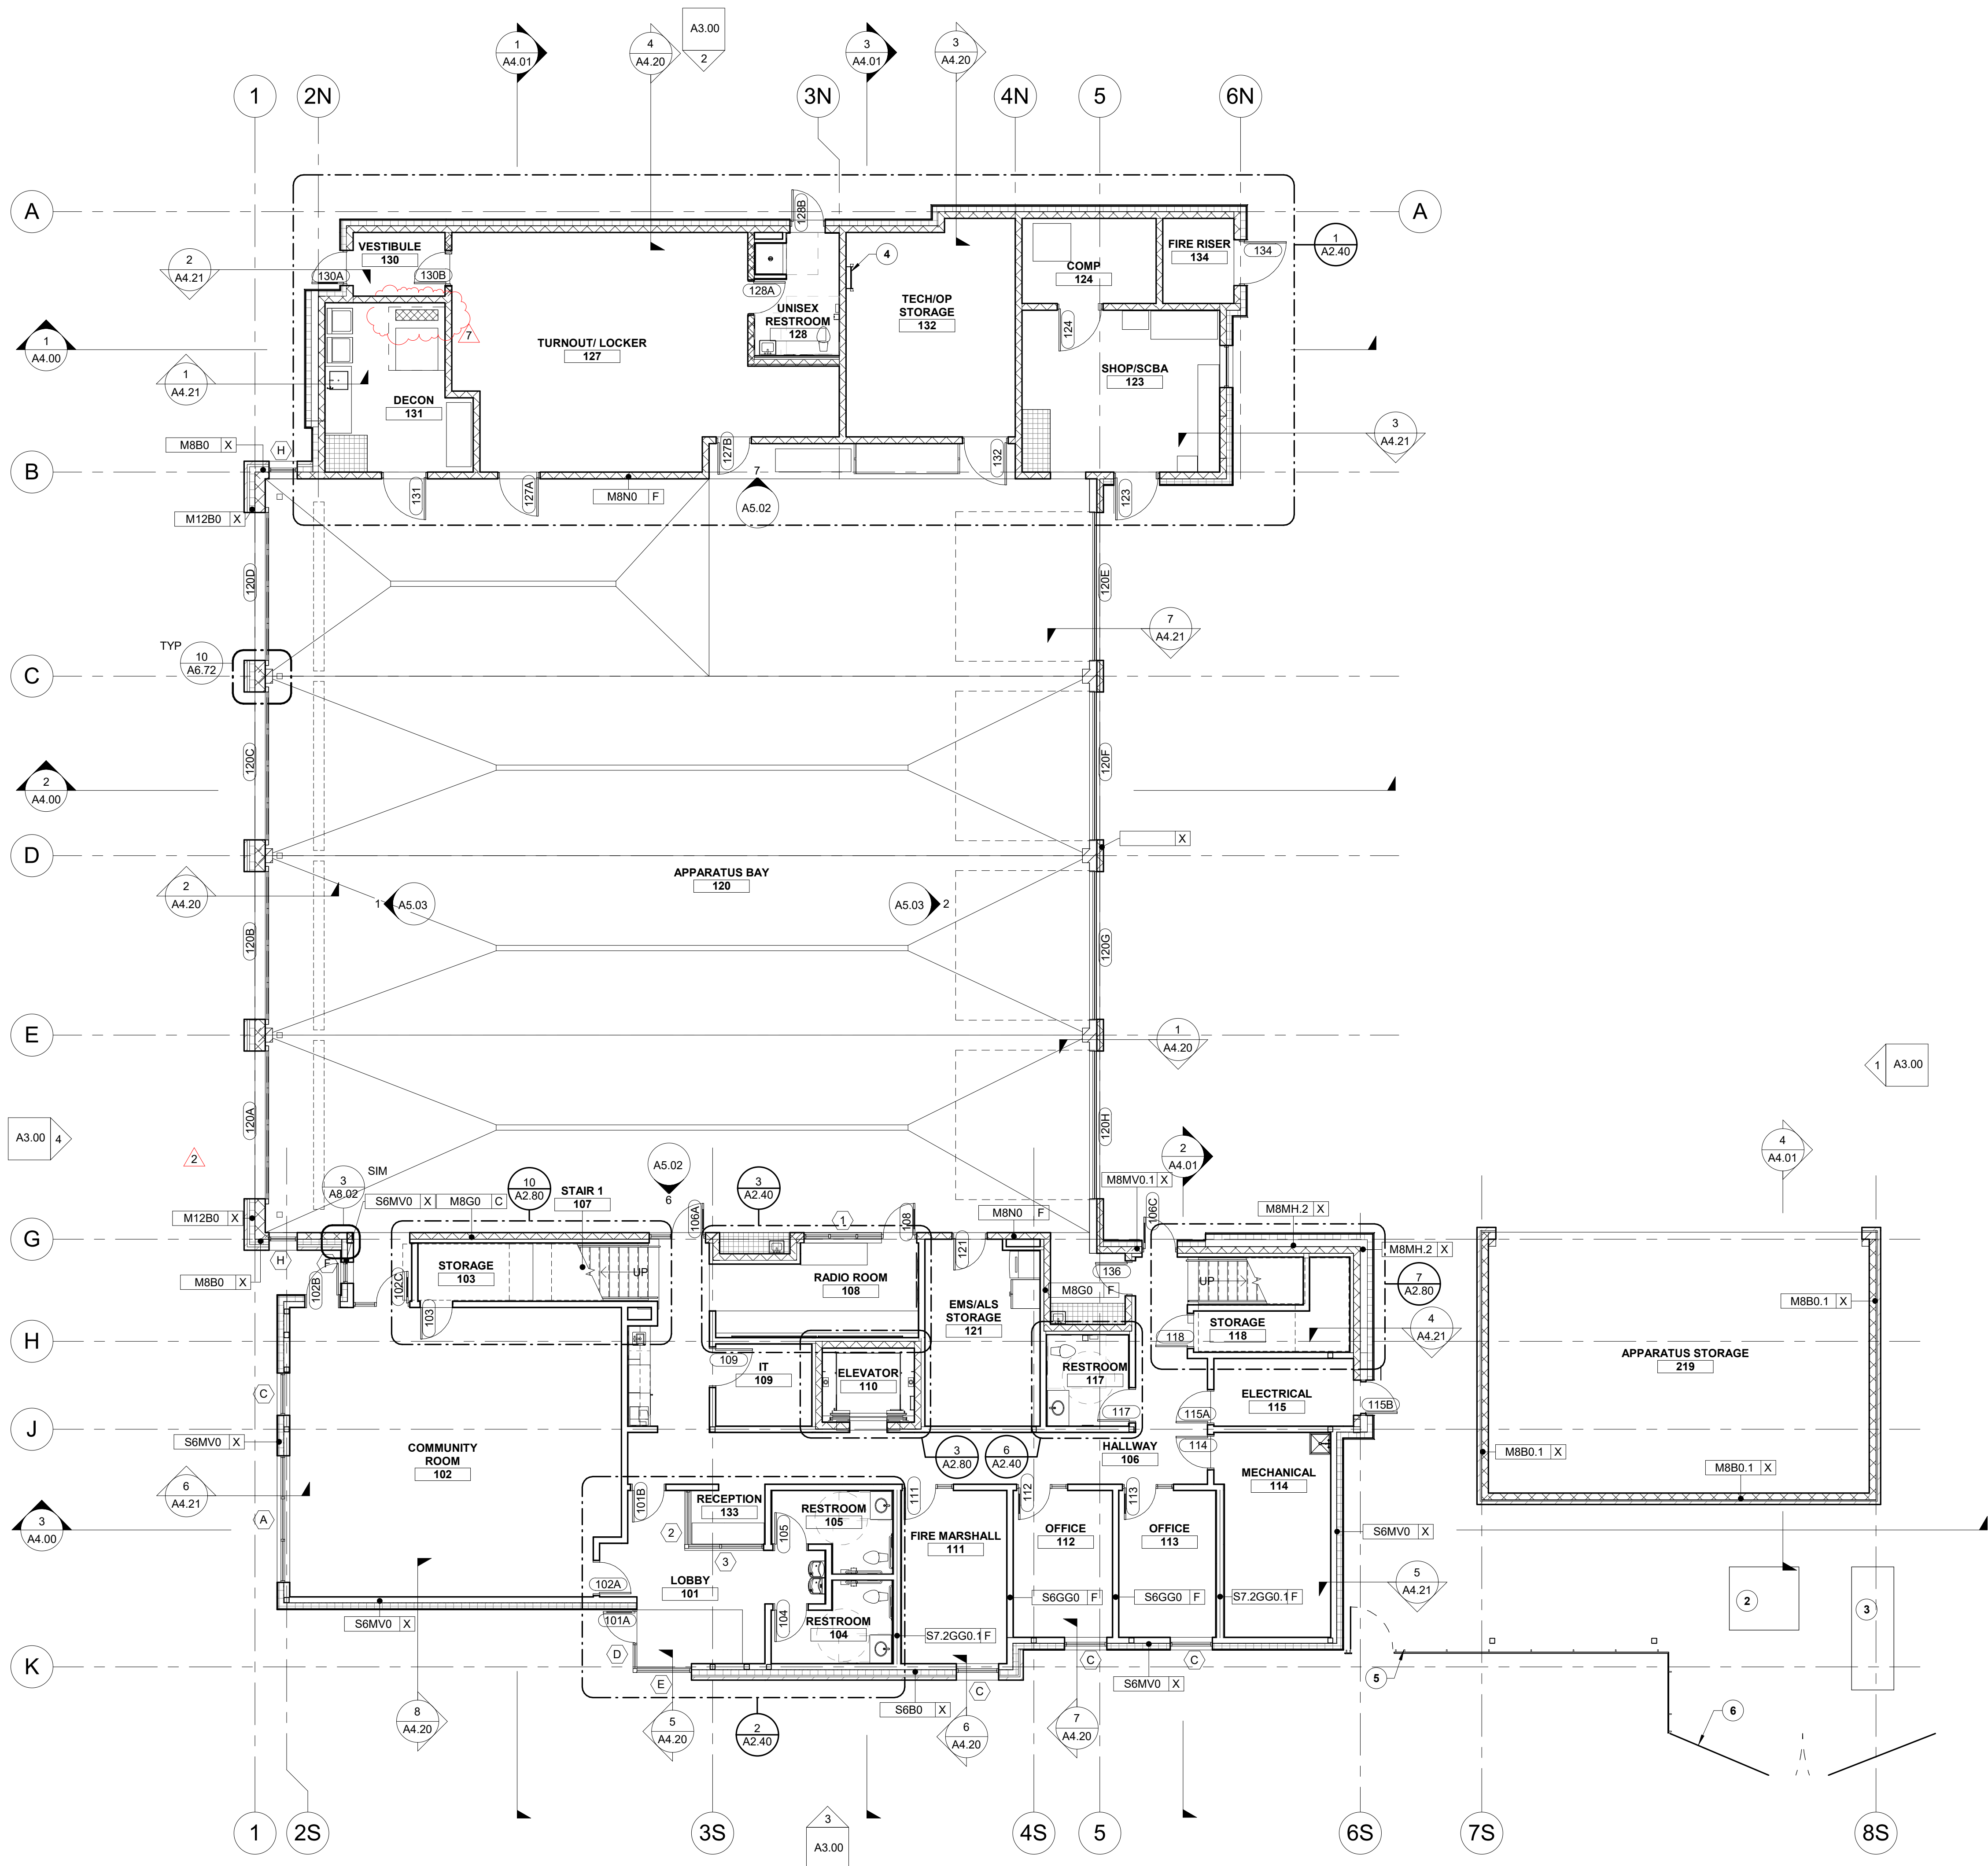 1
A4.01
4
A4.20
A3.00
2
3
A4.01
3
A4.20
1
2N
3N
4N
5
6N
A
A
128B
VESTIBULE
130
130A
130B
2
A4.21
FIRE RISER
134
134
1
A2.40
4
COMP
124
128A
UNISEX
RESTROOM
128
TECH/OP
STORAGE
132
7
1
A4.00
TURNOUT/ LOCKER
127
124
SHOP/SCBA
123
1
A4.21
DECON
131
3
A4.21
M8B0 X
H
127B
132
B
7
131
127A
M8N0 F
A5.02
123
M12B0 X
120D
120E
7
A4.21
TYP
10
A6.72
C
120C
120F
2
A4.00
X
D
APPARATUS BAY
120
2
A4.20
1
A5.03
A5.03
2
120B
120G
E
1
A4.20
1
A3.00
120A
120H
A3.00
4
2
2
A4.01
4
A4.01
SIM
3
A8.02
A5.02
6
3
A2.40
10
A2.80
STAIR 1
107
S6MV0 X
M8G0 C
M8MV0.1 X
106C
M8MH.2 X
M12B0 X
106A
1
108
M8N0 F
G
H
F
121
M8MH.2 X
M8B0 X
102B
102C
STORAGE
103
UP
RADIO ROOM
108
136
UP
M8G0 F
7
A2.80
103
EMS/ALS
STORAGE
121
M8B0.1 X
H
118
STORAGE
118
4
A4.21
109
IT
109
ELEVATOR
110
RESTROOM
117
APPARATUS STORAGE
219
C
ELECTRICAL
115
115B
117
115A
J
S6MV0 X
COMMUNITY
ROOM
102
3
A2.80
6
A2.40
HALLWAY
106
114
M8B0.1 X
M8B0.1 X
6
A4.21
MECHANICAL
114
101B
RECEPTION
133
RESTROOM
105
111
112
113
3
A4.00
A
2
105
FIRE MARSHALL
111
OFFICE
112
OFFICE
113
S6MV0 X
3
102A
LOBBY
101
5
A4.21
S6MV0 X
101A
104
RESTROOM
104
S6GG0 F
S6GG0 F
S7.2GG0.1 F
2
3
S7.2GG0.1 F
D
K
E
C
C
C
5
S6B0 X
S6MV0 X
6
8
A4.20
5
A4.20
2
A2.40
6
A4.20
7
A4.20
1
2S
3S
3
A3.00
4S
5
6S
7S
8S